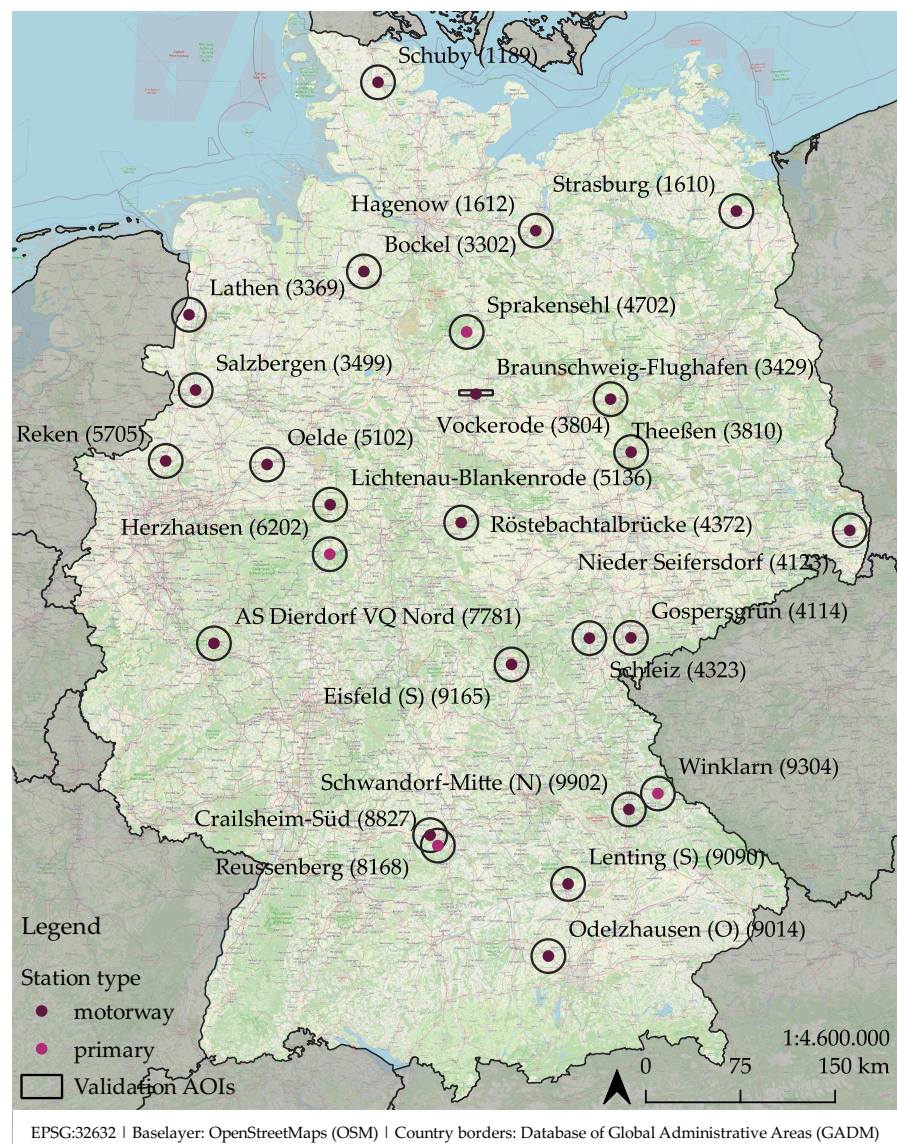 Schuby (1189)
Strasburg (1610)
Hagenow (1612)
Bockel (3302)
Lathen (3369)
Sprakensehl (4702)
Salzbergen (3499)
Braunschweig-Flughafen (3429)
Vockerode (3804)
Theeßen (3810)
Reken (5705)
Oelde (5102)
Lichtenau-Blankenrode (5136)
Herzhausen (6202)
Röstebachtalbrücke (4372)
Nieder Seifersdorf (4123)
AS Dierdorf VQ Nord (7781)
Gospersgrün (4114)
Schleiz (4323)
Eisfeld (S) (9165)
Winklarn (9304)
Schwandorf-Mitte (N) (9902)
Crailsheim-Süd (8827)
Reussenberg (8168)
Lenting (S) (9090)
Odelzhausen (O) (9014)
Legend
Station type
motorway
primary
Validation AOIs
1:4.600.000
0 75 150 km
EPSG:32632 | Baselayer: OpenStreetMaps (OSM) | Country borders: Database of Global Administrative Areas (GADM)